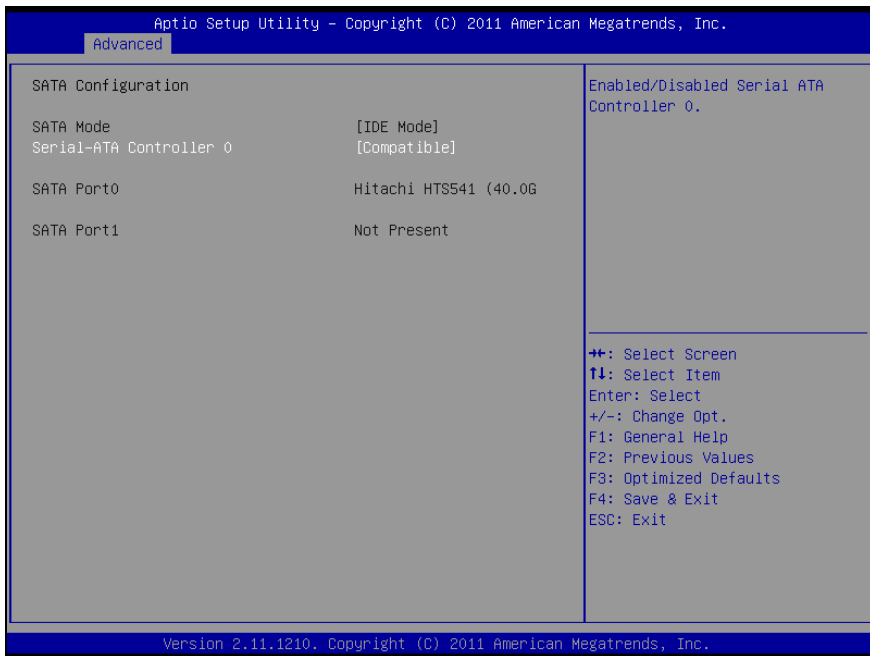 Aptio Setup Utility – Copyright (C) 2011 American Megatrends, Inc.
Advanced
SATA Configuration
SATA Mode [IDE Mode]
Serial-ATA Controller 0 [Compatible]
SATA Port0 Hitachi HTS541 (40.0G
SATA Port1 Not Present
Enabled/Disabled Serial ATA
Controller 0.
→←: Select Screen
↑↓: Select Item
Enter: Select
+/-: Change Opt.
F1: General Help
F2: Previous Values
F3: Optimized Defaults
F4: Save & Exit
ESC: Exit
Version 2.11.1210. Copyright (C) 2011 American Megatrends, Inc.